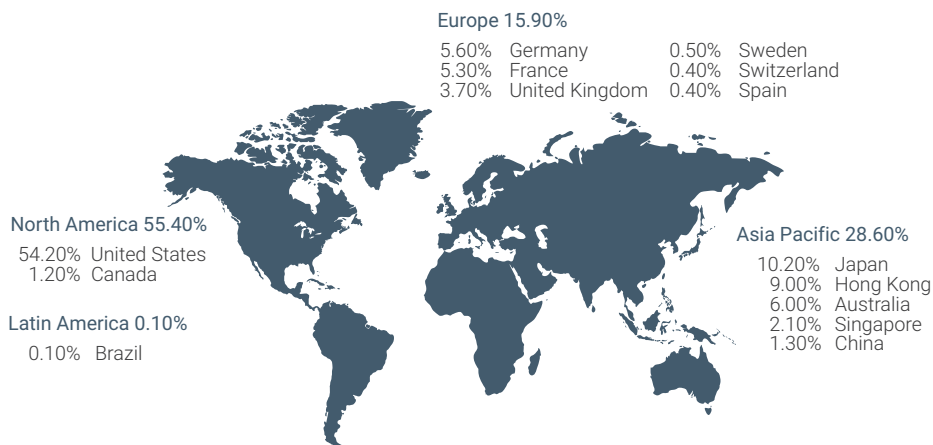 Europe 15.90%
5.60% Germany 0.50% Sweden
5.30% France 0.40% Switzerland
3.70% United Kingdom 0.40% Spain
North America 55.40%
54.20% United States
1.20% Canada
Asia Pacific 28.60%
10.20% Japan
9.00% Hong Kong
6.00% Australia
2.10% Singapore
1.30% China
Latin America 0.10%
0.10% Brazil